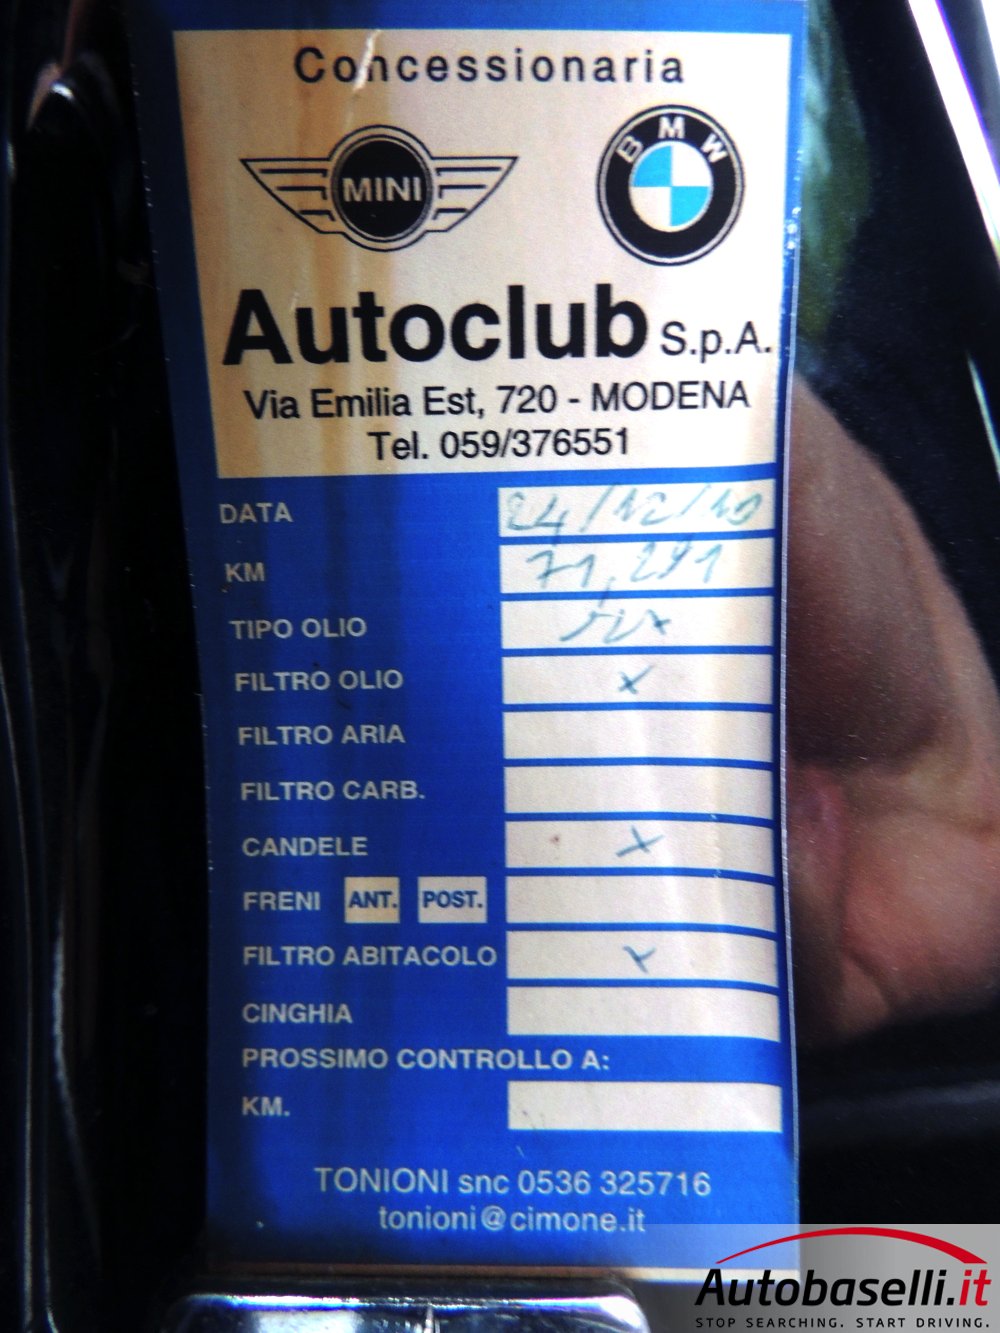 Concessionaria
MINI
BMW
Autoclub S.p.A.
Via Emilia Est, 720 - MODENA
Tel. 059/376551
DATA 24/12/10
KM 71,291
TIPO OLIO
FILTRO OLIO x
FILTRO ARIA
FILTRO CARB.
CANDELE x
FRENI ANT. POST.
FILTRO ABITACOLO x
CINGHIA
PROSSIMO CONTROLLO A:
KM.
TONIONI snc 0536 325716
tonioni@cimone.it
Autobaselli.it
STOP SEARCHING. START DRIVING.